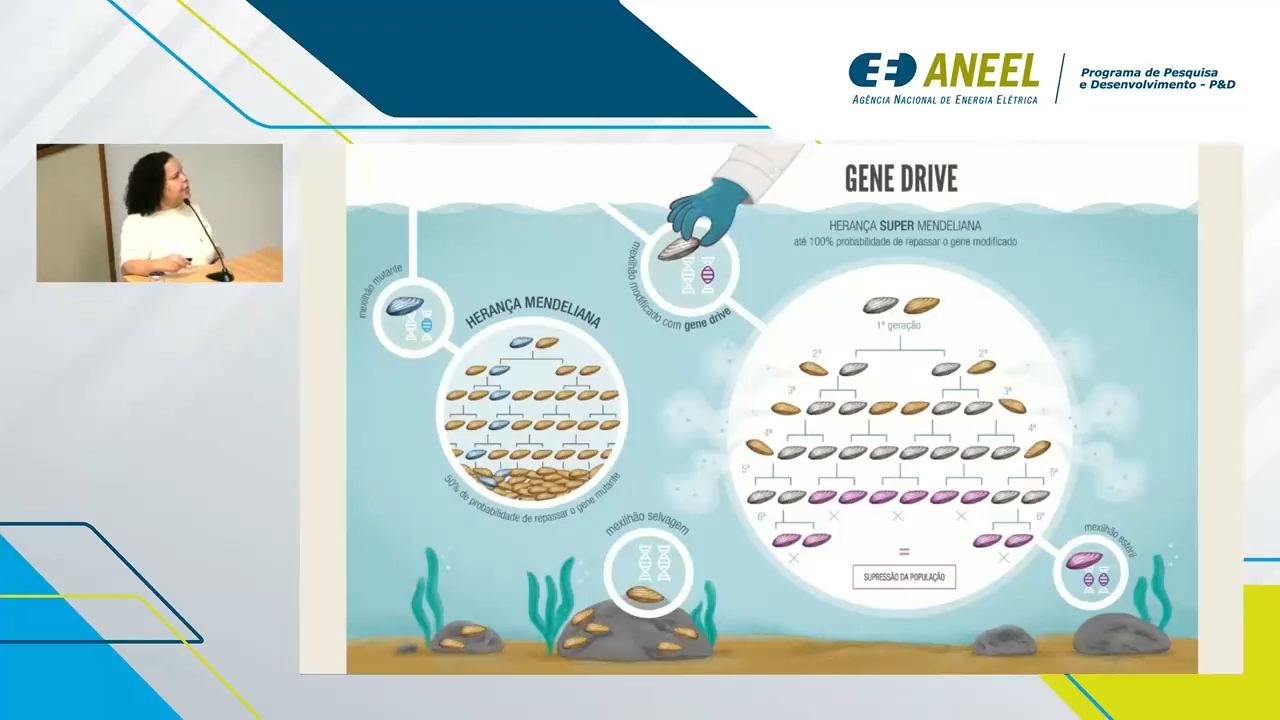 ANEEL
AGÊNCIA NACIONAL DE ENERGIA ELÉTRICA
Programa de Pesquisa
e Desenvolvimento - P&D
GENE DRIVE
HERANÇA SUPER MENDELIANA
até 100% probabilidade de repassar o gene modificado
mexilhão mutante
HERANÇA MENDELIANA
50% de probabilidade de repassar o gene mutante
mexilhão modificado com gene drive
1ª geração
2ª 2ª
3ª 3ª
4ª 4ª
5ª 5ª
6ª 6ª
=
SUPRESSÃO DA POPULAÇÃO
mexilhão selvagem
mexilhão estéril